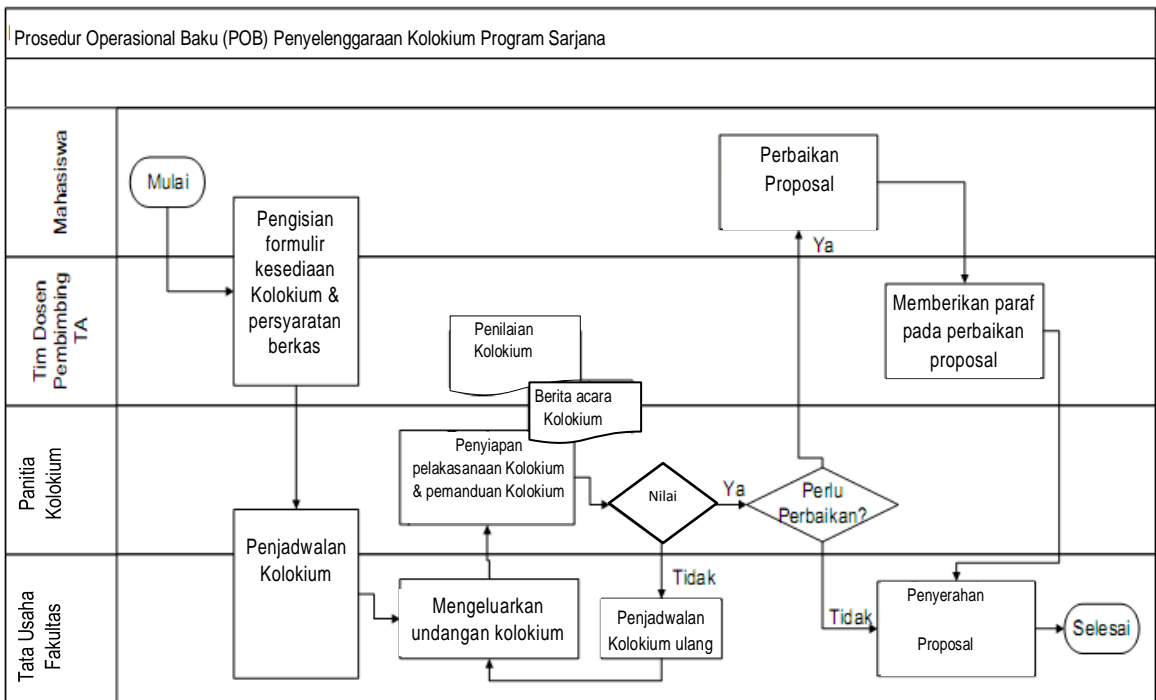 Prosedur Operasional Baku (POB) Penyelenggaraan Kolokium Program Sarjana
Mahasiswa
Mulai
Pengisian
formulir
kesediaan
Kolokium &
persyaratan
berkas
Perbaikan
Proposal
Ya
Tim Dosen
Pembimbing
TA
Penilaian
Kolokium
Berita acara
Kolokium
Memberikan paraf
pada perbaikan
proposal
Panitia
Kolokium
Penyiapan
pelakasanaan Kolokium
& pemanduan Kolokium
Nilai
Ya
Perlu
Perbaikan?
Penjadwalan
Kolokium
Tata Usaha
Fakultas
Mengeluarkan
undangan kolokium
Tidak
Penjadwalan
Kolokium ulang
Tidak
Penyerahan
Proposal
Selesai